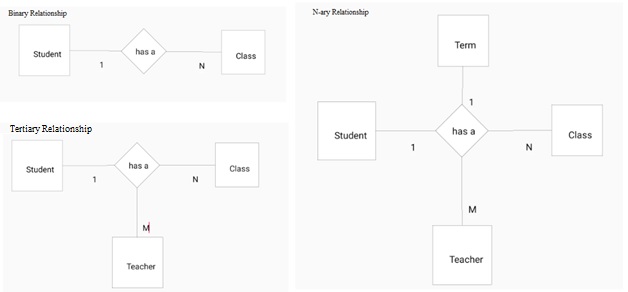 Binary Relationship
Student
has a
Class
1
N
Tertiary Relationship
Student
has a
Class
1
N
M
Teacher
N-ary Relationship
Term
1
Student
has a
Class
1
N
M
Teacher